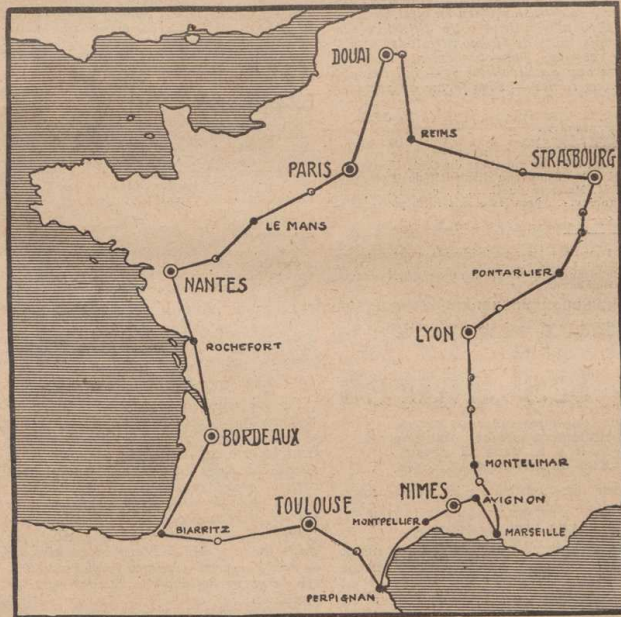 DOUAI
REIMS
STRASBOURG
PARIS
LE MANS
PONTARLIER
NANTES
LYON
ROCHEFORT
BORDEAUX
MONTELIMAR
NIMES
AVIGNON
TOULOUSE
MONTPELLIER
MARSEILLE
BIARRITZ
PERPIGNAN